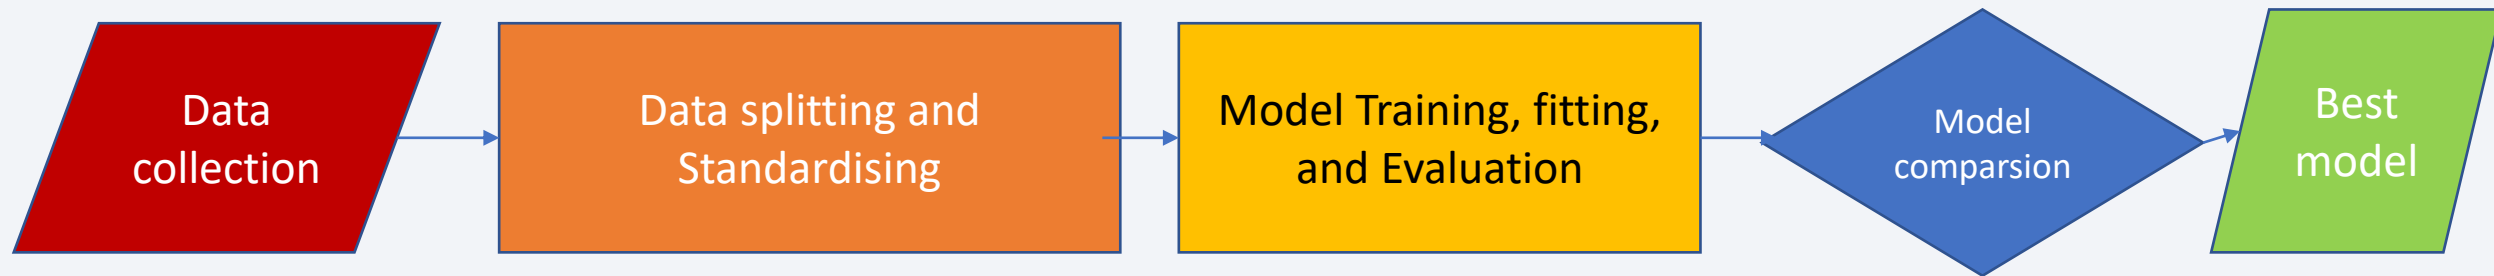 Data
collection
Data splitting and
Standardising
Model Training, fitting,
and Evaluation
Model
comparsion
Best
model